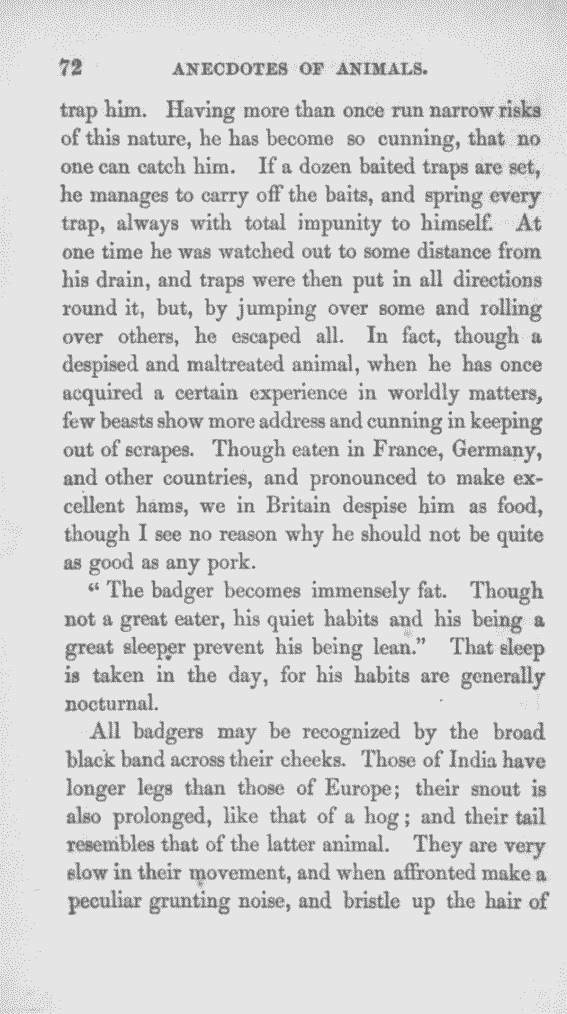 72 ANECDOTES OF ANIMALS.
trap him. Having more than once run narrow risks
of this nature, he has become so cunning, that no
one can catch him. If a dozen baited traps are set,
he manages to carry off the baits, and spring every
trap, always with total impunity to himself. At
one time he was watched out to some distance from
his drain, and traps were then put in all directions
round it, but, by jumping over some and rolling
over others, he escaped all. In fact, though a
despised and maltreated animal, when he has once
acquired a certain experience in worldly matters,
few beasts show more address and cunning in keeping
out of scrapes. Though eaten in France, Germany,
and other countries, and pronounced to make ex-
cellent hams, we in Britain despise him as food,
though I see no reason why he should not be quite
as good as any pork.
“ The badger becomes immensely fat. Though
not a great eater, his quiet habits and his being a
great sleeper prevent his being lean.” That sleep
is taken in the day, for his habits are generally
nocturnal.
All badgers may be recognized by the broad
black band across their cheeks. Those of India have
longer legs than those of Europe; their snout is
also prolonged, like that of a hog; and their tail
resembles that of the latter animal. They are very
slow in their movement, and when affronted make a
peculiar grunting noise, and bristle up the hair of